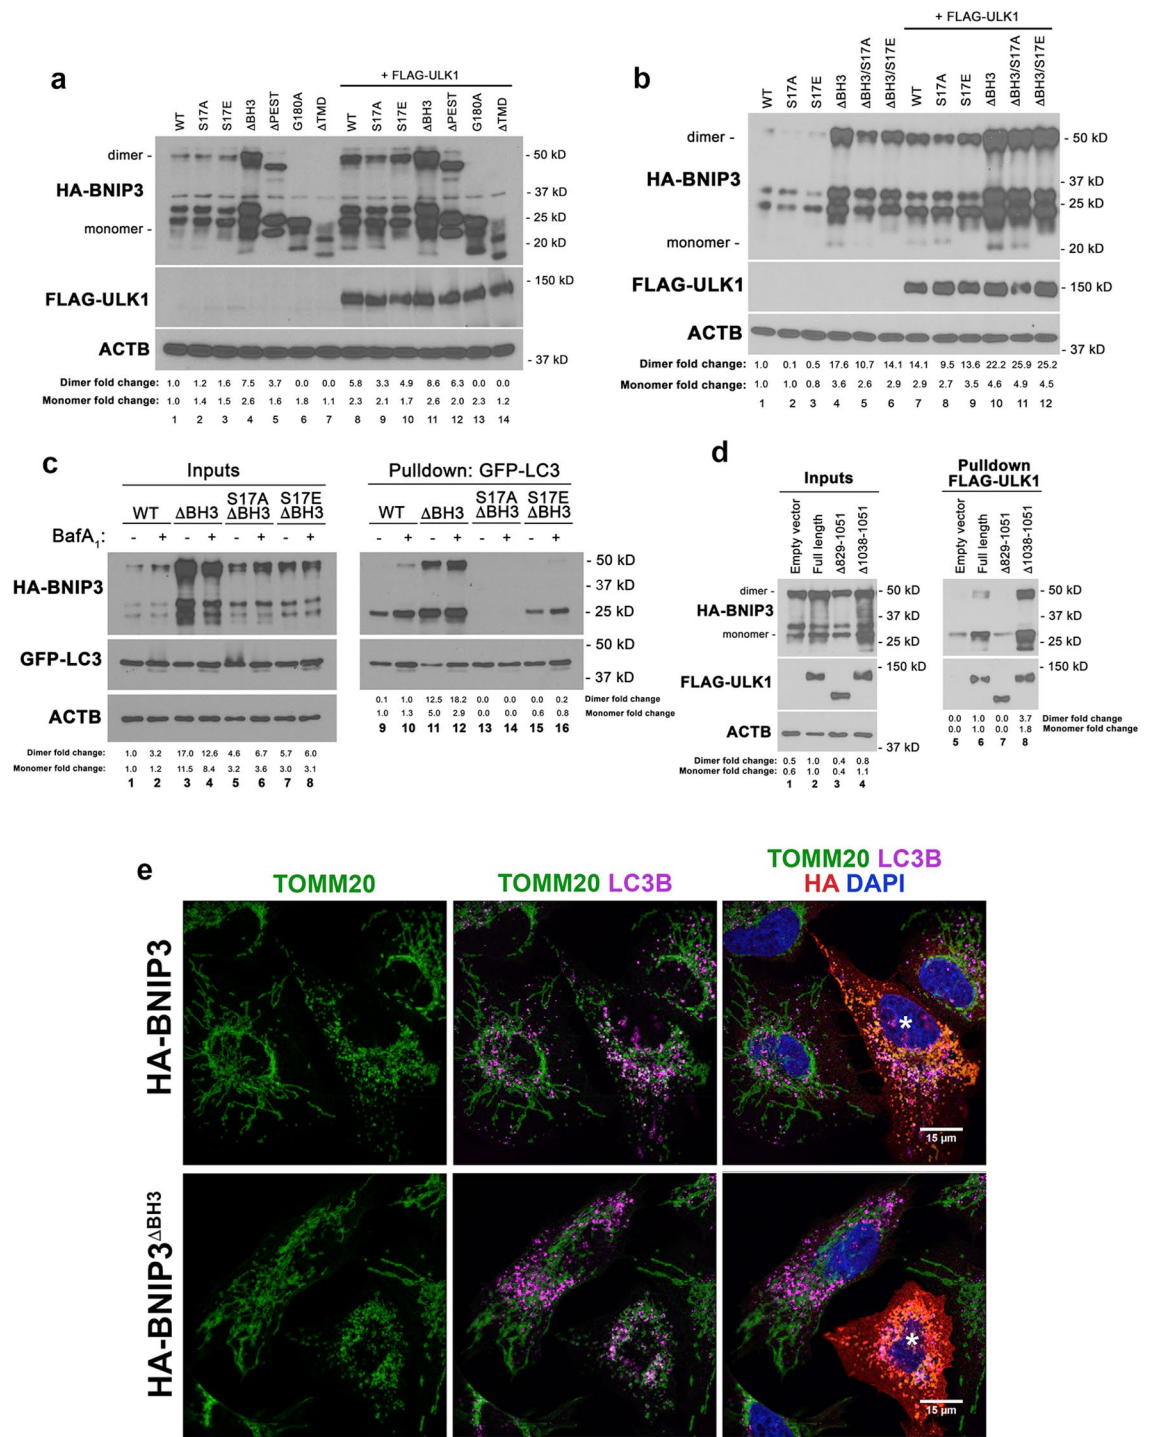 a
+ FLAG-ULK1
WT S17A S17E ΔBH3 ΔPEST G180A ΔTMD WT S17A S17E ΔBH3 ΔPEST G180A ΔTMD
dimer - - 50 kD
HA-BNIP3 - 37 kD
- 25 kD
monomer - - 20 kD
- 150 kD
FLAG-ULK1
ACTB - 37 kD
Dimer fold change: 1.0 1.2 1.6 7.5 3.7 0.0 0.0 5.8 3.3 4.9 8.6 6.3 0.0 0.0
Monomer fold change: 1.0 1.4 1.5 2.6 1.6 1.8 1.1 2.3 2.1 1.7 2.6 2.0 2.3 1.2
1 2 3 4 5 6 7 8 9 10 11 12 13 14
b
+ FLAG-ULK1
WT S17A S17E ΔBH3 ΔBH3/S17A ΔBH3/S17E WT S17A S17E ΔBH3 ΔBH3/S17A ΔBH3/S17E
dimer - - 50 kD
HA-BNIP3 - 37 kD
- 25 kD
monomer - - 20 kD
FLAG-ULK1 - 150 kD
ACTB
- 37 kD
Dimer fold change: 1.0 0.1 0.5 17.6 10.7 14.1 14.1 9.5 13.6 22.2 25.9 25.2
Monomer fold change: 1.0 1.0 0.8 3.6 2.6 2.9 2.9 2.7 3.5 4.6 4.9 4.5
1 2 3 4 5 6 7 8 9 10 11 12
c
Inputs Pulldown: GFP-LC3
WT ΔBH3 S17A ΔBH3 S17E ΔBH3 WT ΔBH3 S17A ΔBH3 S17E ΔBH3
BafA1: - + - + - + - + - + - + - + - +
- 50 kD
HA-BNIP3 - 37 kD
- 25 kD
GFP-LC3 - 50 kD
- 37 kD
ACTB
0.1 1.0 12.5 18.2 0.0 0.0 0.0 0.2 Dimer fold change
1.0 1.3 5.0 2.9 0.0 0.0 0.6 0.8 Monomer fold change
9 10 11 12 13 14 15 16
Dimer fold change: 1.0 3.2 17.0 12.6 4.6 6.7 5.7 6.0
Monomer fold change: 1.0 1.2 11.5 8.4 3.2 3.6 3.0 3.1
1 2 3 4 5 6 7 8
d
Inputs Pulldown
FLAG-ULK1
Empty vector Full length Δ829-1051 Δ1038-1051 Empty vector Full length Δ829-1051 Δ1038-1051
dimer - - 50 kD - 50 kD
HA-BNIP3 - 37 kD - 37 kD
monomer - - 25 kD - 25 kD
- 150 kD - 150 kD
FLAG-ULK1
ACTB
- 37 kD
0.0 1.0 0.0 3.7 Dimer fold change
0.0 1.0 0.0 1.8 Monomer fold change
5 6 7 8
Dimer fold change: 0.5 1.0 0.4 0.8
Monomer fold change: 0.6 1.0 0.4 1.1
1 2 3 4
e
TOMM20
TOMM20 LC3B
TOMM20 LC3B
HA DAPI
HA-BNIP3
*
15 µm
HA-BNIP3ΔBH3
*
15 µm